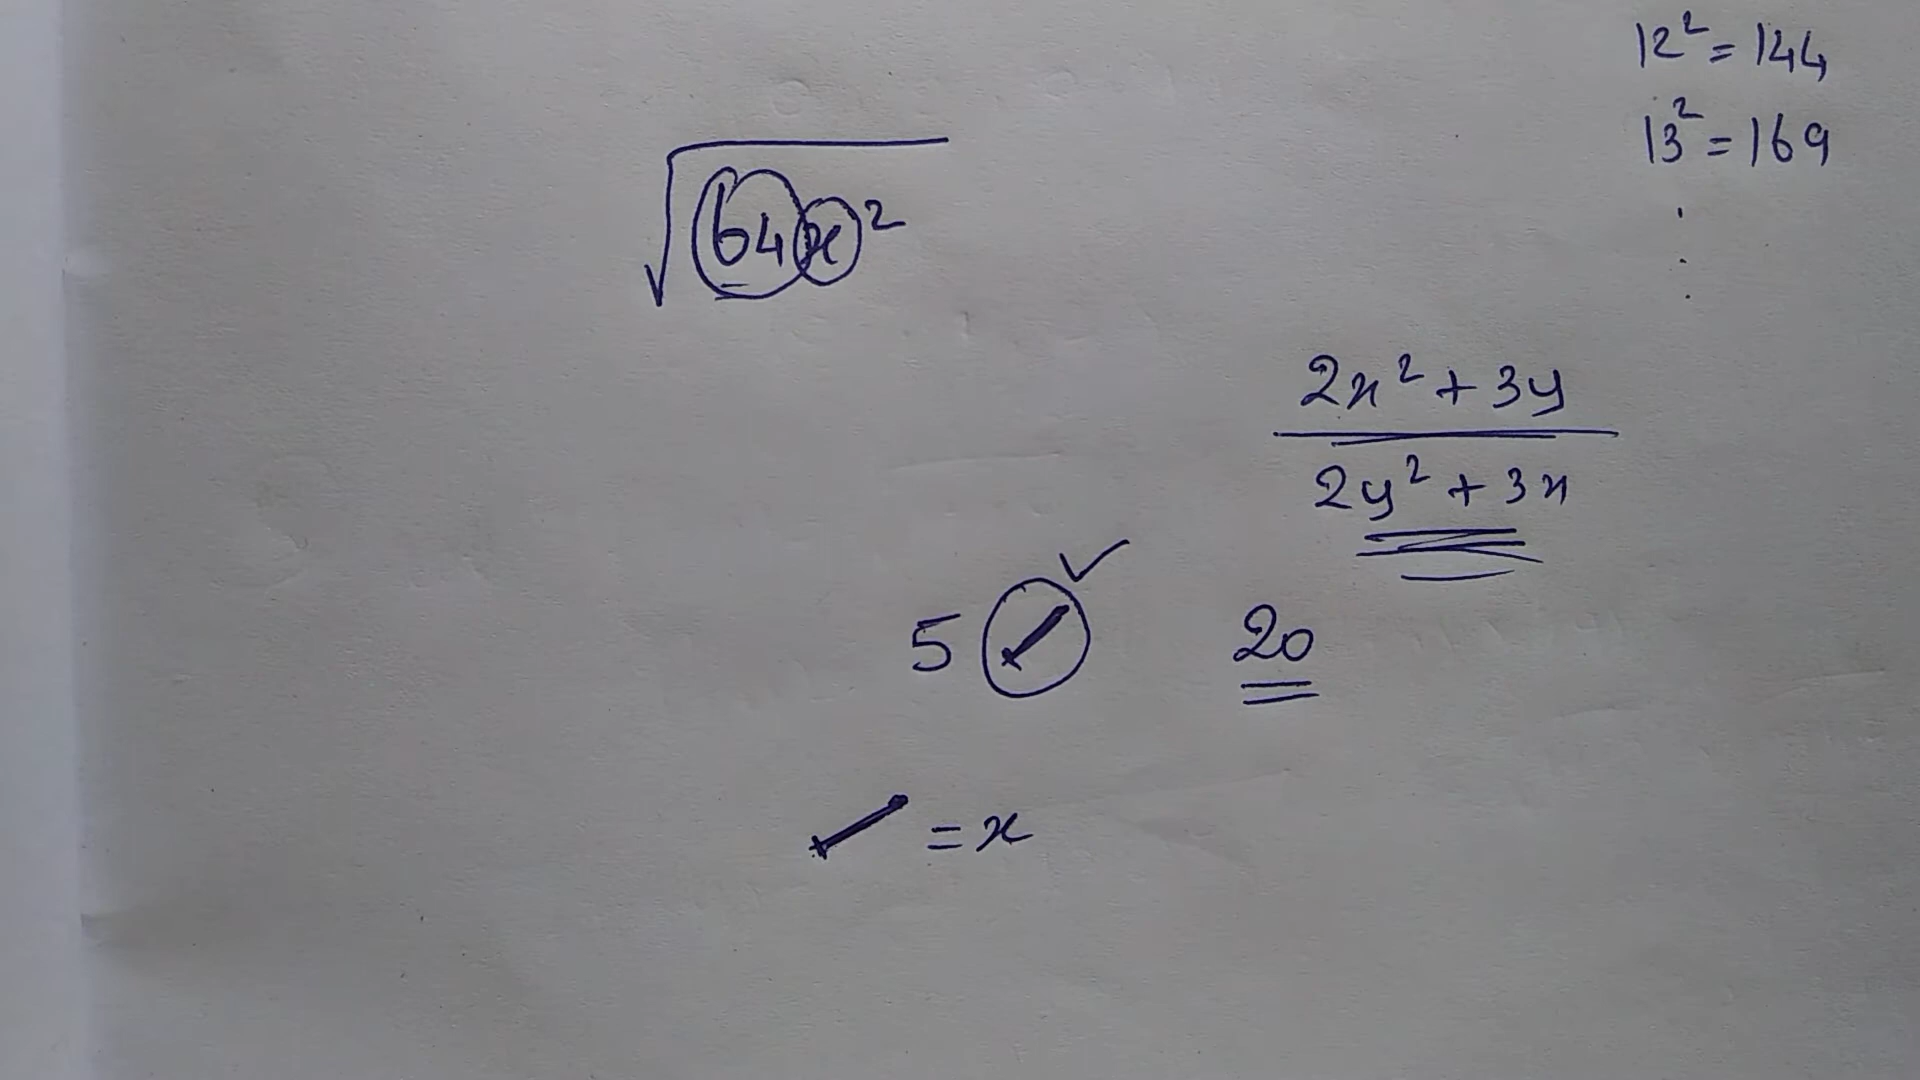 12² = 144
13² = 169
√64x²
2x² + 3y
2y² + 3x
5 ✓
20
= x